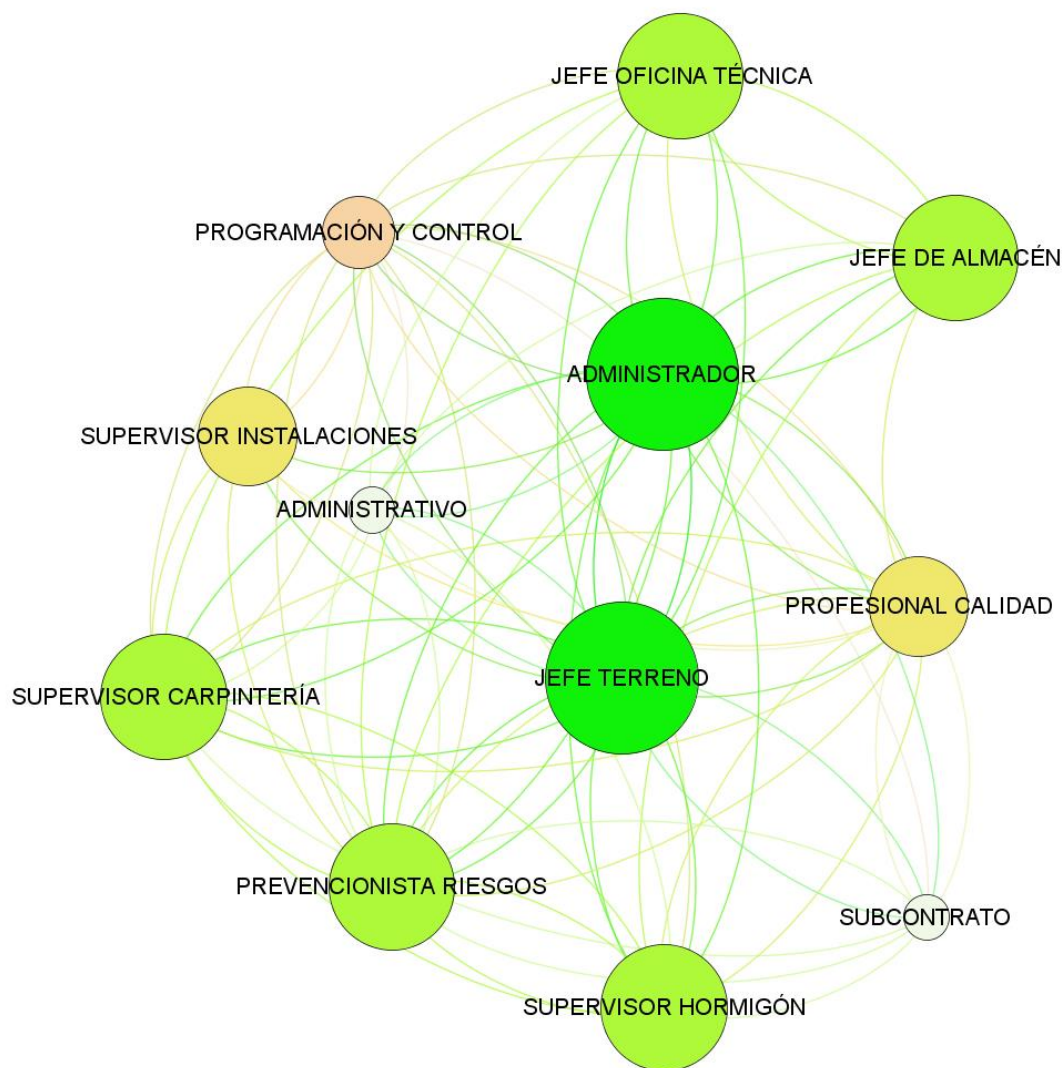 JEFE OFICINA TÉCNICA
PROGRAMACIÓN Y CONTROL
JEFE DE ALMACÉN
ADMINISTRADOR
SUPERVISOR INSTALACIONES
ADMINISTRATIVO
PROFESIONAL CALIDAD
JEFE TERRENO
SUPERVISOR CARPINTERÍA
PREVENCIONISTA RIESGOS
SUBCONTRATO
SUPERVISOR HORMIGÓN